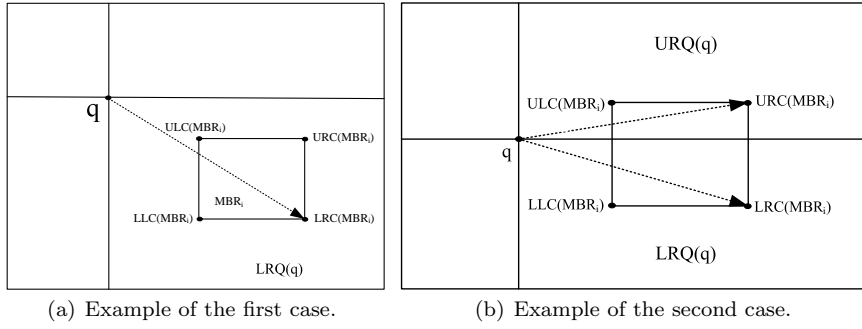 q
ULC(MBRi)
URC(MBRi)
MBRi
LLC(MBRi)
LRC(MBRi)
LRQ(q)
(a) Example of the first case.
URQ(q)
ULC(MBRi)
URC(MBRi)
q
LLC(MBRi)
LRC(MBRi)
LRQ(q)
(b) Example of the second case.